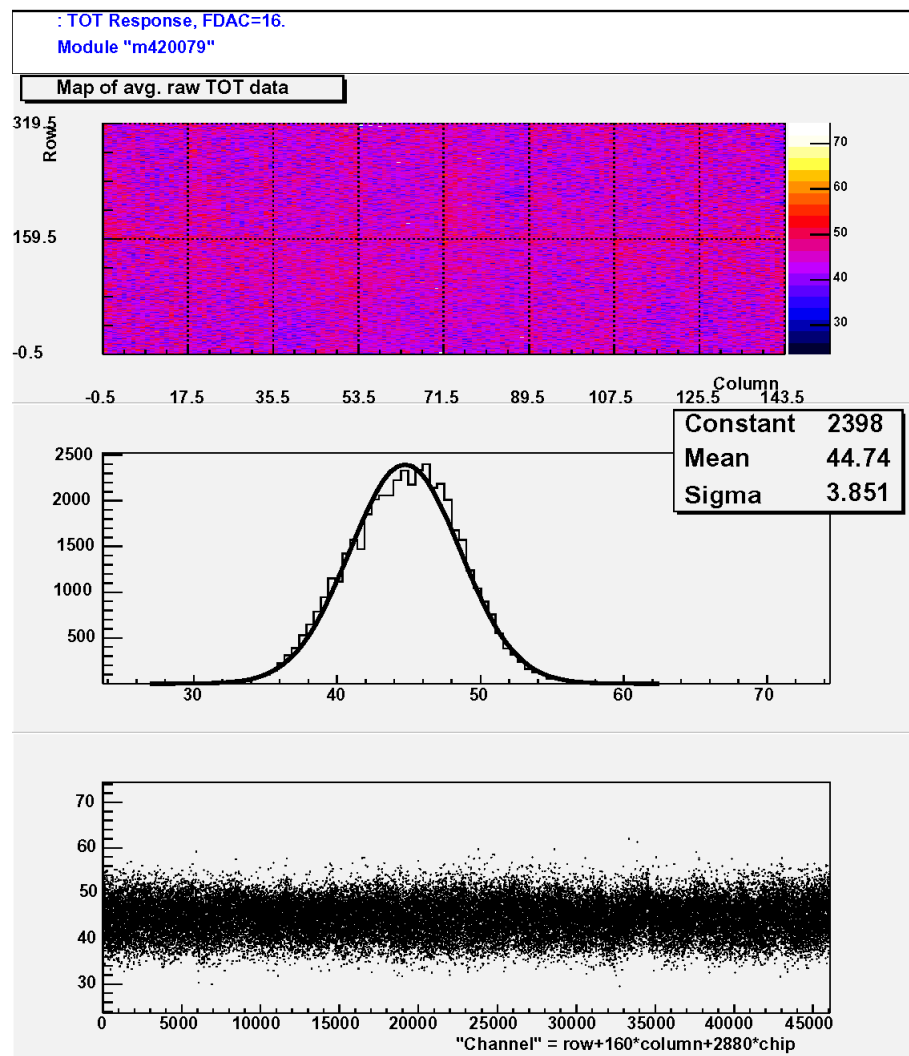 : TOT Response, FDAC=16.
Module "m420079"
Map of avg. raw TOT data
319.5
Row
159.5
-0.5
70
60
50
40
30
Column
-0.5 17.5 35.5 53.5 71.5 89.5 107.5 125.5 143.5
Constant 2398
Mean 44.74
Sigma 3.851
2500
2000
1500
1000
500
30 40 50 60 70
70
60
50
40
30
0 5000 10000 15000 20000 25000 30000 35000 40000 45000
"Channel" = row+160*column+2880*chip